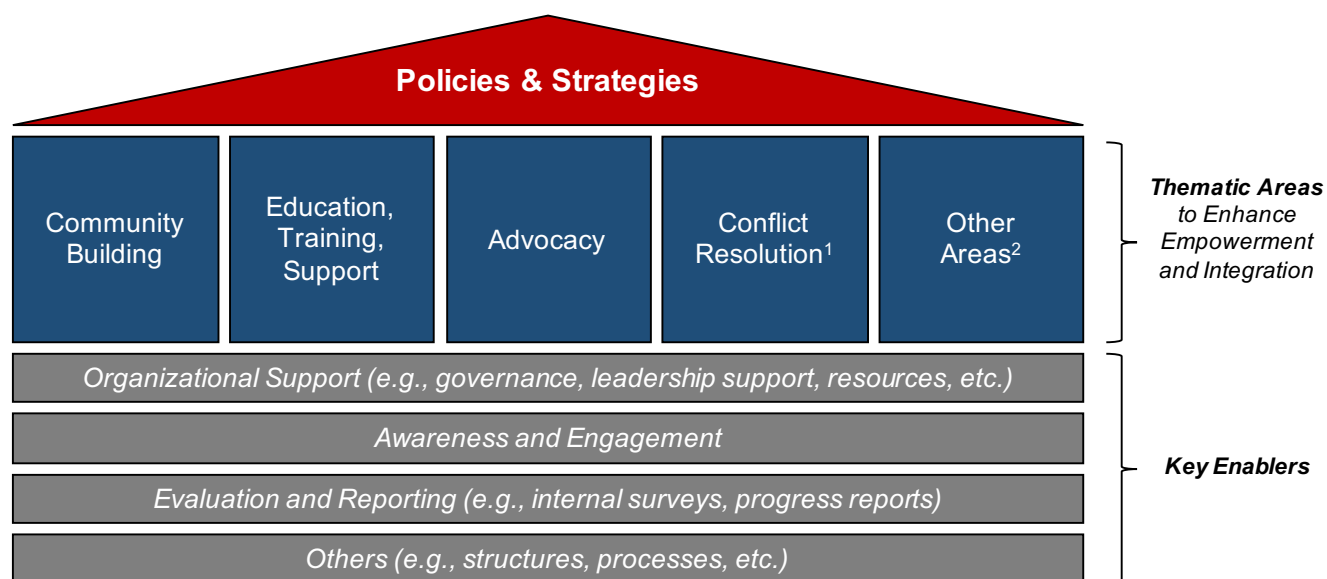 Policies & Strategies
Community
Building
Education,
Training,
Support
Advocacy
Conflict
Resolution¹
Other
Areas²
Thematic Areas
to Enhance
Empowerment
and Integration
Organizational Support (e.g., governance, leadership support, resources, etc.)
Awareness and Engagement
Evaluation and Reporting (e.g., internal surveys, progress reports)
Others (e.g., structures, processes, etc.)
Key Enablers